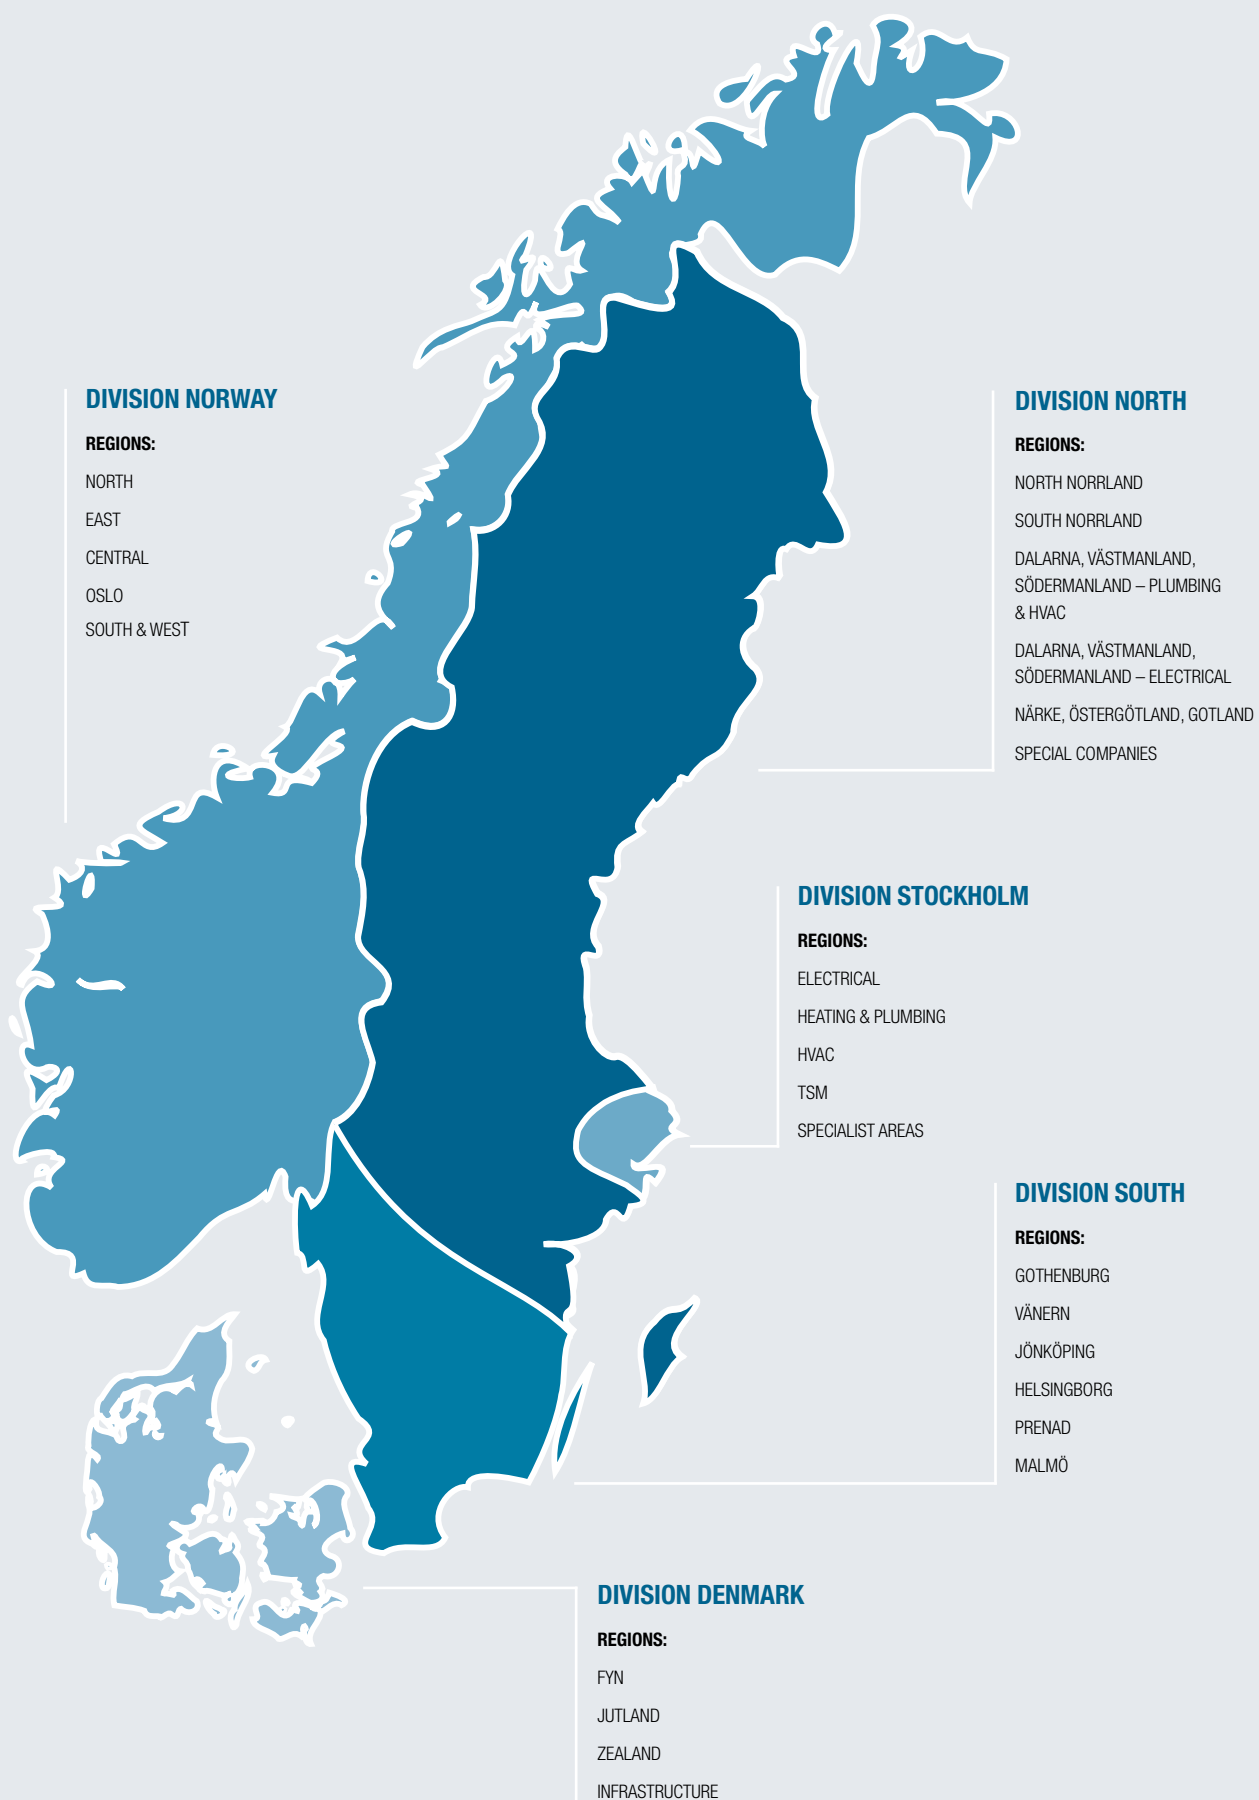 DIVISION NORWAY
REGIONS:
NORTH
EAST
CENTRAL
OSLO
SOUTH & WEST
DIVISION NORTH
REGIONS:
NORTH NORRLAND
SOUTH NORRLAND
DALARNA, VÄSTMANLAND,
SÖDERMANLAND – PLUMBING
& HVAC
DALARNA, VÄSTMANLAND,
SÖDERMANLAND – ELECTRICAL
NÄRKE, ÖSTERGÖTLAND, GOTLAND
SPECIAL COMPANIES
DIVISION STOCKHOLM
REGIONS:
ELECTRICAL
HEATING & PLUMBING
HVAC
TSM
SPECIALIST AREAS
DIVISION SOUTH
REGIONS:
GOTHENBURG
VÄNERN
JÖNKÖPING
HELSINGBORG
PRENAD
MALMÖ
DIVISION DENMARK
REGIONS:
FYN
JUTLAND
ZEALAND
INFRASTRUCTURE